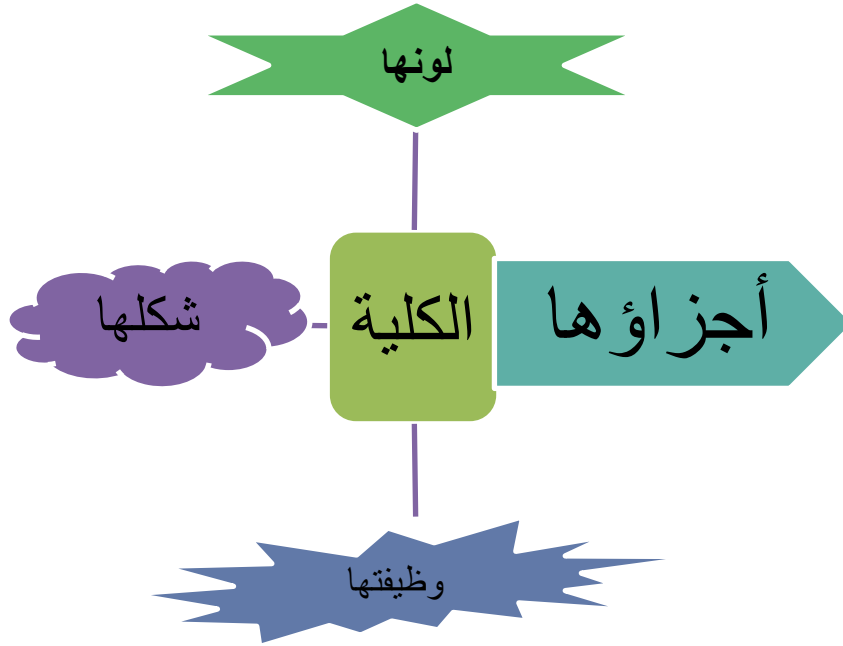 لونها
أجزاؤها
الكلية
شكلها
وظيفتها